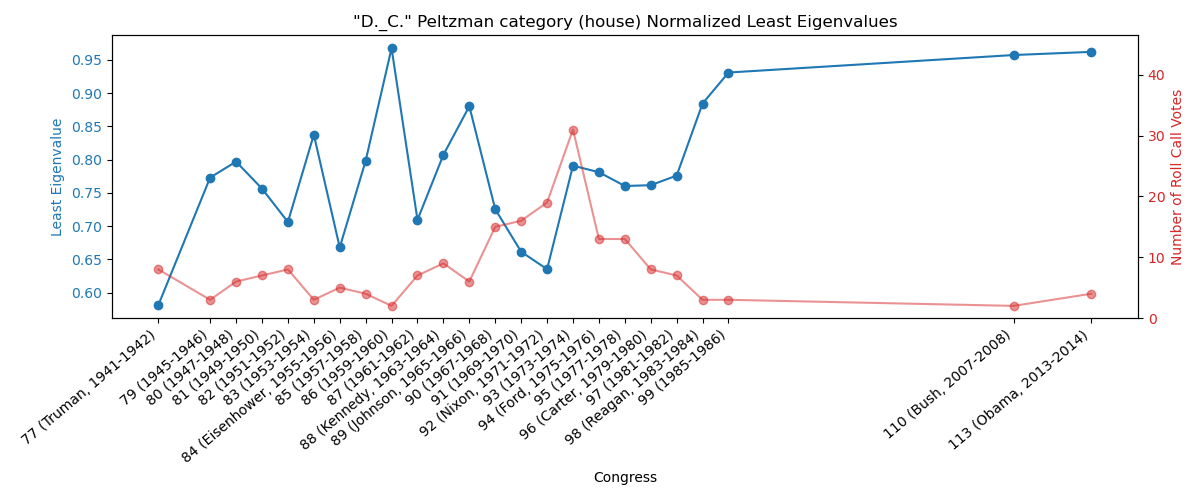 "D._C." Peltzman category (house) Normalized Least Eigenvalues
Least Eigenvalue
0.95
0.90
0.85
0.80
0.75
0.70
0.65
0.60
40
30
20
10
0
Number of Roll Call Votes
77 (Truman, 1941-1942)
79 (1945-1946)
80 (1947-1948)
81 (1949-1950)
82 (1951-1952)
83 (1953-1954)
84 (Eisenhower, 1955-1956)
85 (1957-1958)
86 (1959-1960)
87 (1961-1962)
88 (Kennedy, 1963-1964)
89 (Johnson, 1965-1966)
90 (1967-1968)
91 (1969-1970)
92 (Nixon, 1971-1972)
93 (1973-1974)
94 (Ford, 1975-1976)
95 (1977-1978)
96 (Carter, 1979-1980)
97 (1981-1982)
98 (Reagan, 1983-1984)
99 (1985-1986)
110 (Bush, 2007-2008)
113 (Obama, 2013-2014)
Congress